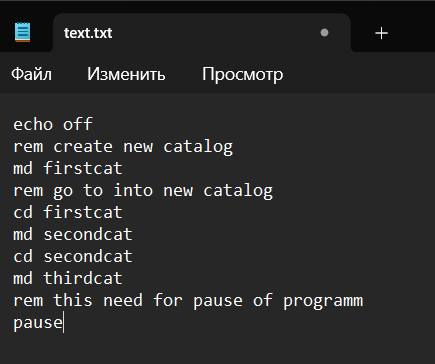 text.txt
Файл Изменить Просмотр
echo off
rem create new catalog
md firstcat
rem go to into new catalog
cd firstcat
md secondcat
cd secondcat
md thirdcat
rem this need for pause of programm
pause